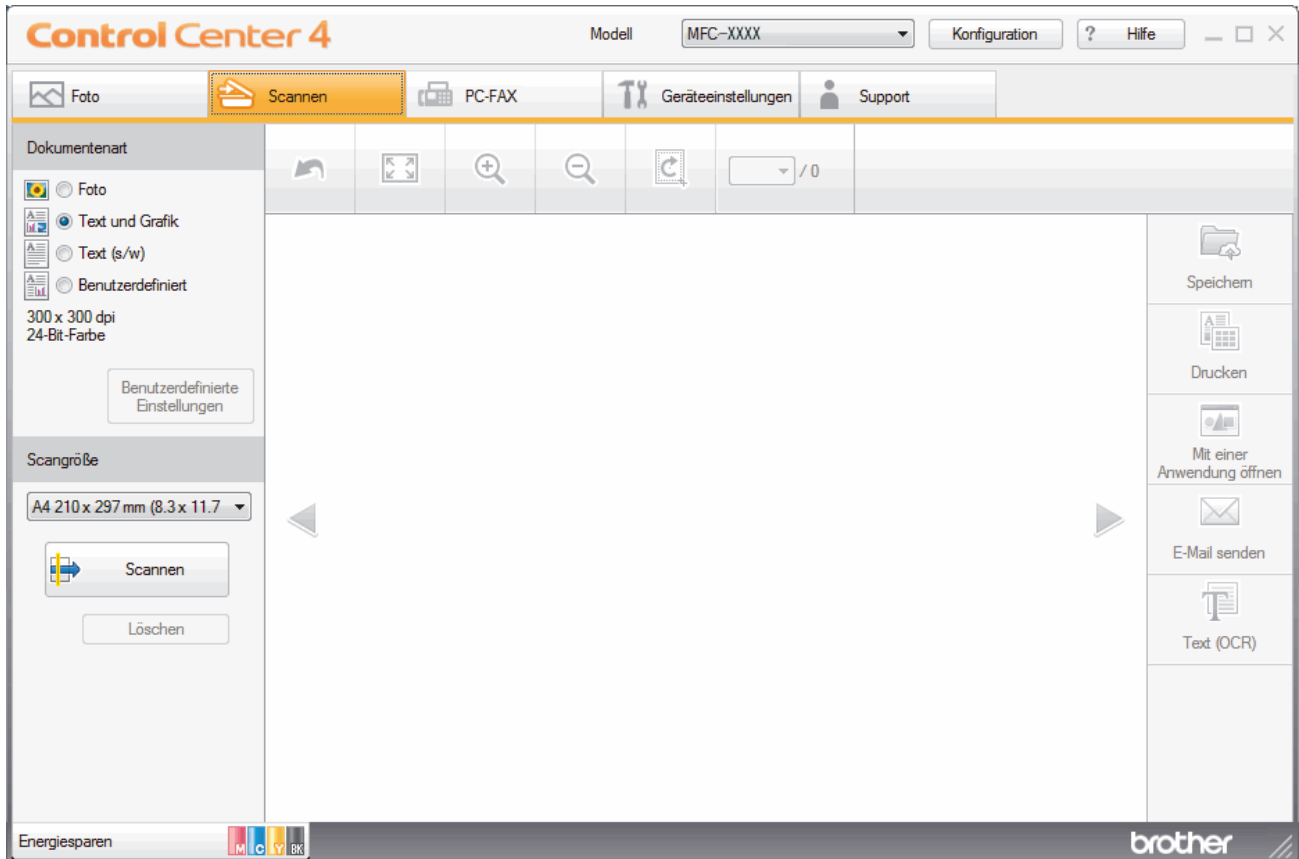 Control Center 4
Modell
MFC-XXXX
Konfiguration
? Hilfe
Foto
Scannen
PC-FAX
Geräteeinstellungen
Support
Dokumentenart
Foto
Text und Grafik
Text (s/w)
Benutzerdefiniert
300 x 300 dpi
24-Bit-Farbe
Benutzerdefinierte
Einstellungen
Scangröße
A4 210 x 297 mm (8.3 x 11.7
Scannen
Löschen
/ 0
Speichern
Drucken
Mit einer
Anwendung öffnen
E-Mail senden
Text (OCR)
Energiesparen
M C Y BK
brother